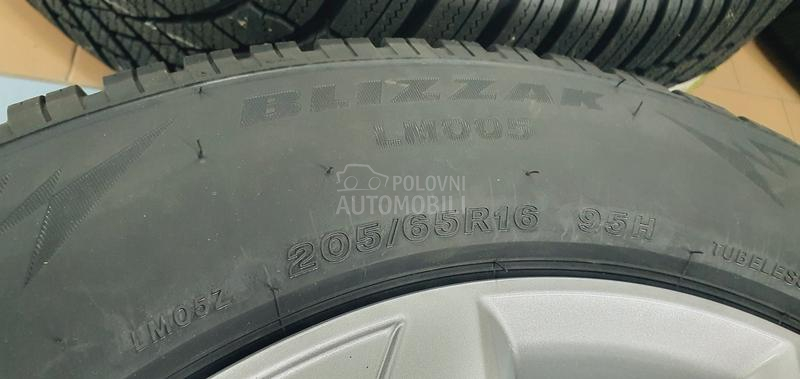 BLIZZAK
LM005
POLOVNI
AUTOMOBILI
205/65R16 95H
TUBELESS
LM05Z